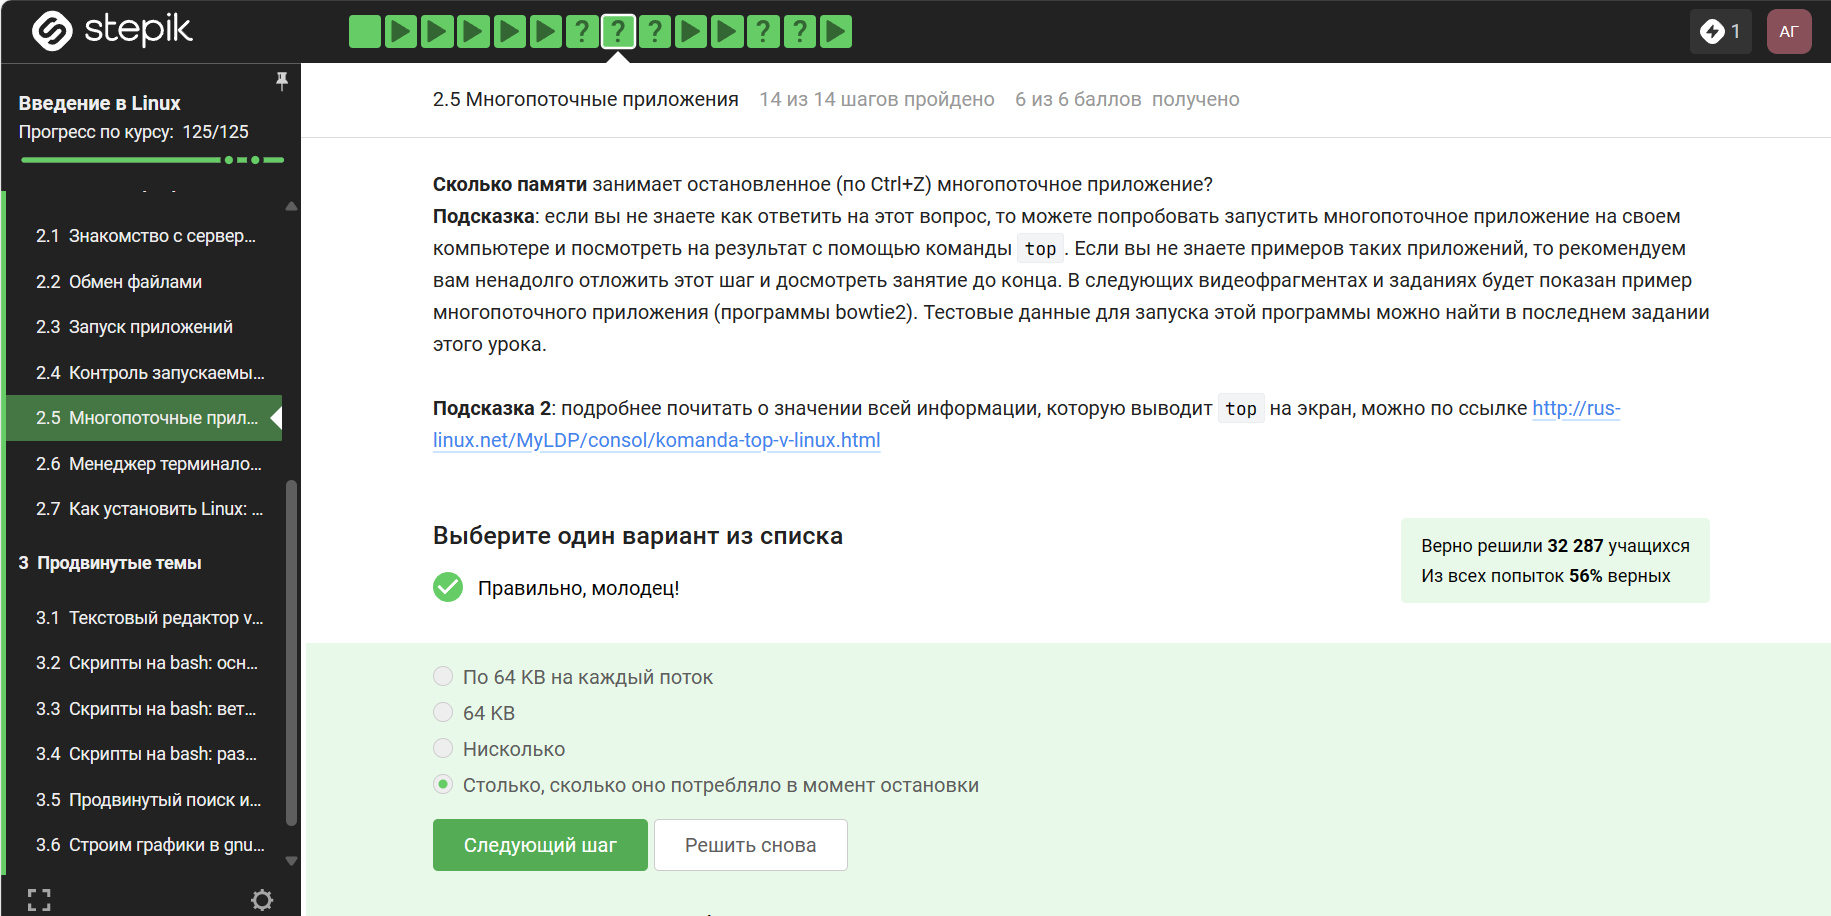 stepik
? ? ? ? ?
1
АГ
Введение в Linux
Прогресс по курсу: 125/125
2.1 Знакомство с сервер...
2.2 Обмен файлами
2.3 Запуск приложений
2.4 Контроль запускаемы...
2.5 Многопоточные прил...
2.6 Менеджер терминало...
2.7 Как установить Linux: ...
3 Продвинутые темы
3.1 Текстовый редактор v...
3.2 Скрипты на bash: осн...
3.3 Скрипты на bash: вет...
3.4 Скрипты на bash: раз...
3.5 Продвинутый поиск и...
3.6 Строим графики в gnu...
2.5 Многопоточные приложения 14 из 14 шагов пройдено 6 из 6 баллов получено
Сколько памяти занимает остановленное (по Ctrl+Z) многопоточное приложение?
Подсказка: если вы не знаете как ответить на этот вопрос, то можете попробовать запустить многопоточное приложение на своем
компьютере и посмотреть на результат с помощью команды top. Если вы не знаете примеров таких приложений, то рекомендуем
вам ненадолго отложить этот шаг и досмотреть занятие до конца. В следующих видеофрагментах и заданиях будет показан пример
многопоточного приложения (программы bowtie2). Тестовые данные для запуска этой программы можно найти в последнем задании
этого урока.
Подсказка 2: подробнее почитать о значении всей информации, которую выводит top на экран, можно по ссылке http://rus-
linux.net/MyLDP/consol/komanda-top-v-linux.html
Выберите один вариант из списка
Правильно, молодец!
Верно решили 32 287 учащихся
Из всех попыток 56% верных
По 64 KB на каждый поток
64 KB
Нисколько
Столько, сколько оно потребляло в момент остановки
Следующий шаг
Решить снова